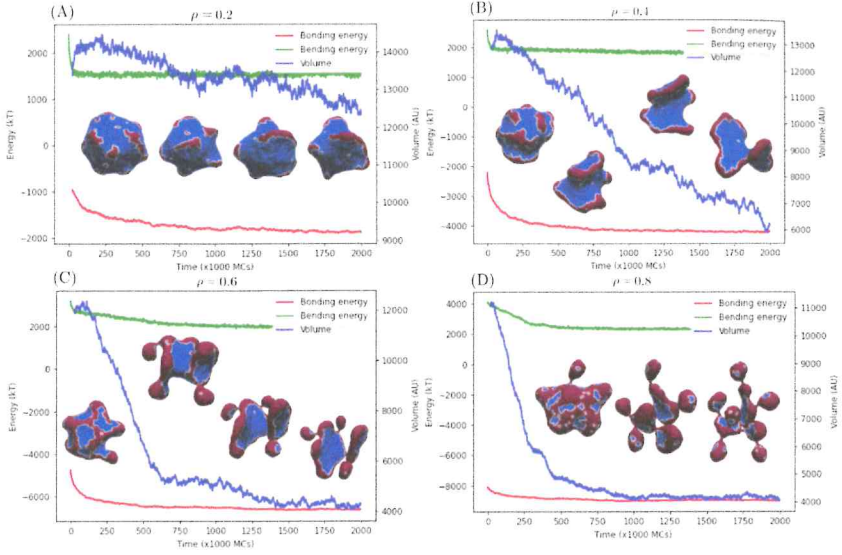 (A)
ρ = 0.2
Bonding energy
Bending energy
Volume
Energy (kT)
2000
1000
0
−1000
−2000
14000
13000
12000
11000
10000
9000
Volume (AU)
0 250 500 750 1000 1250 1500 1750 2000
Time (x1000 MCs)
(B)
ρ = 0.4
Bonding energy
Bending energy
Volume
Energy (kT)
2000
1000
0
−1000
−2000
−3000
−4000
13000
12000
11000
10000
9000
8000
7000
6000
Volume (AU)
0 250 500 750 1000 1250 1500 1750 2000
Time (x1000 MCs)
(C)
ρ = 0.6
Bonding energy
Bending energy
Volume
Energy (kT)
2000
0
−2000
−4000
−6000
12000
10000
8000
6000
4000
Volume (AU)
0 250 500 750 1000 1250 1500 1750 2000
Time (x1000 MCs)
(D)
ρ = 0.8
Bonding energy
Bending energy
Volume
Energy (kT)
4000
2000
0
−2000
−4000
−6000
−8000
11000
10000
9000
8000
7000
6000
5000
4000
Volume (AU)
0 250 500 750 1000 1250 1500 1750 2000
Time (x1000 MCs)